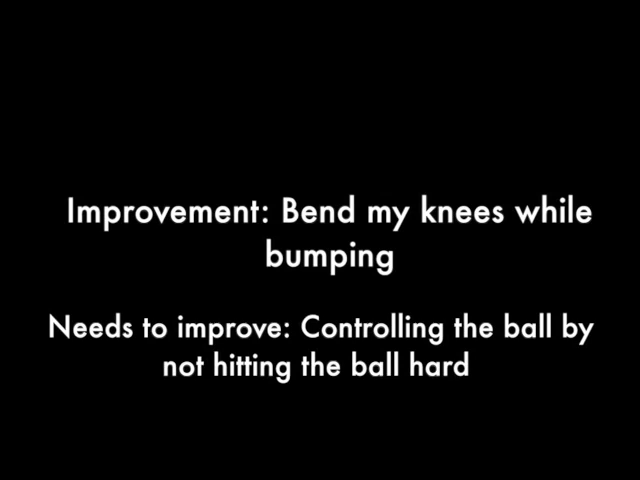 Improvement: Bend my knees while
bumping
Needs to improve: Controlling the ball by
not hitting the ball hard